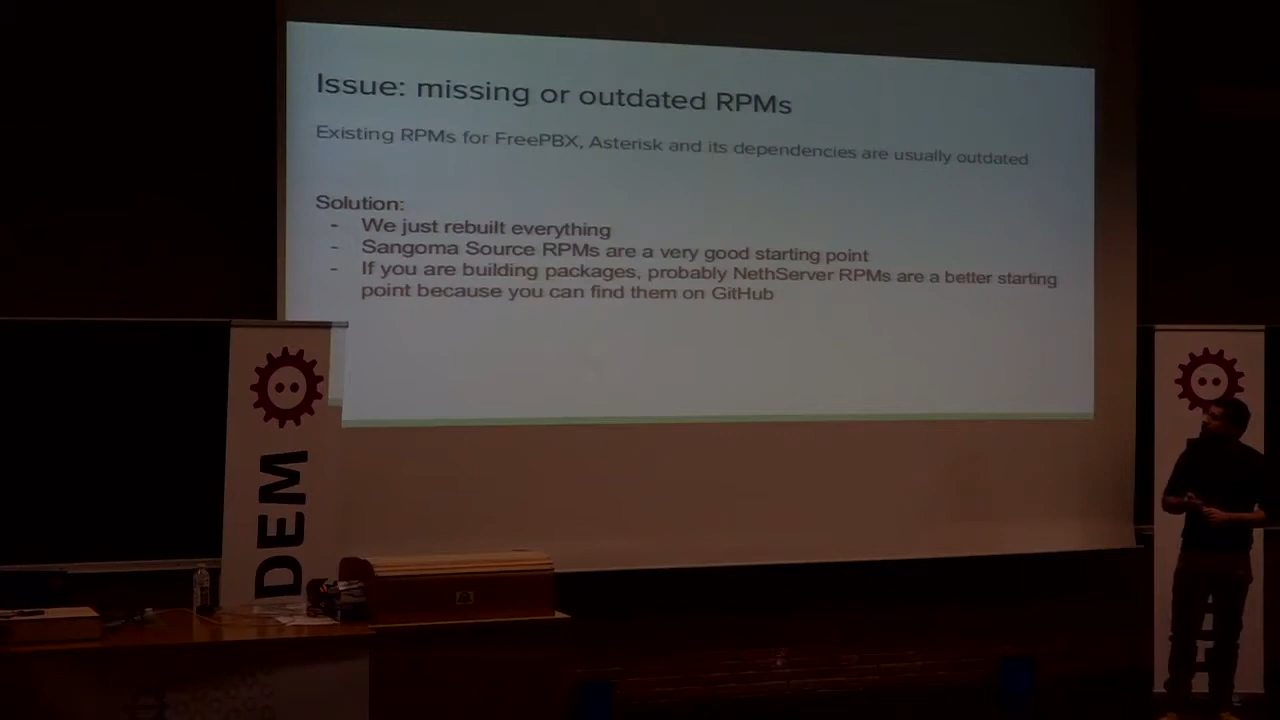 Issue: missing or outdated RPMs
Existing RPMs for FreePBX, Asterisk and its dependencies are usually outdated
Solution:
- We just rebuilt everything
- Sangoma Source RPMs are a very good starting point
- If you are building packages, probably NethServer RPMs are a better starting
point because you can find them on GitHub
DEM